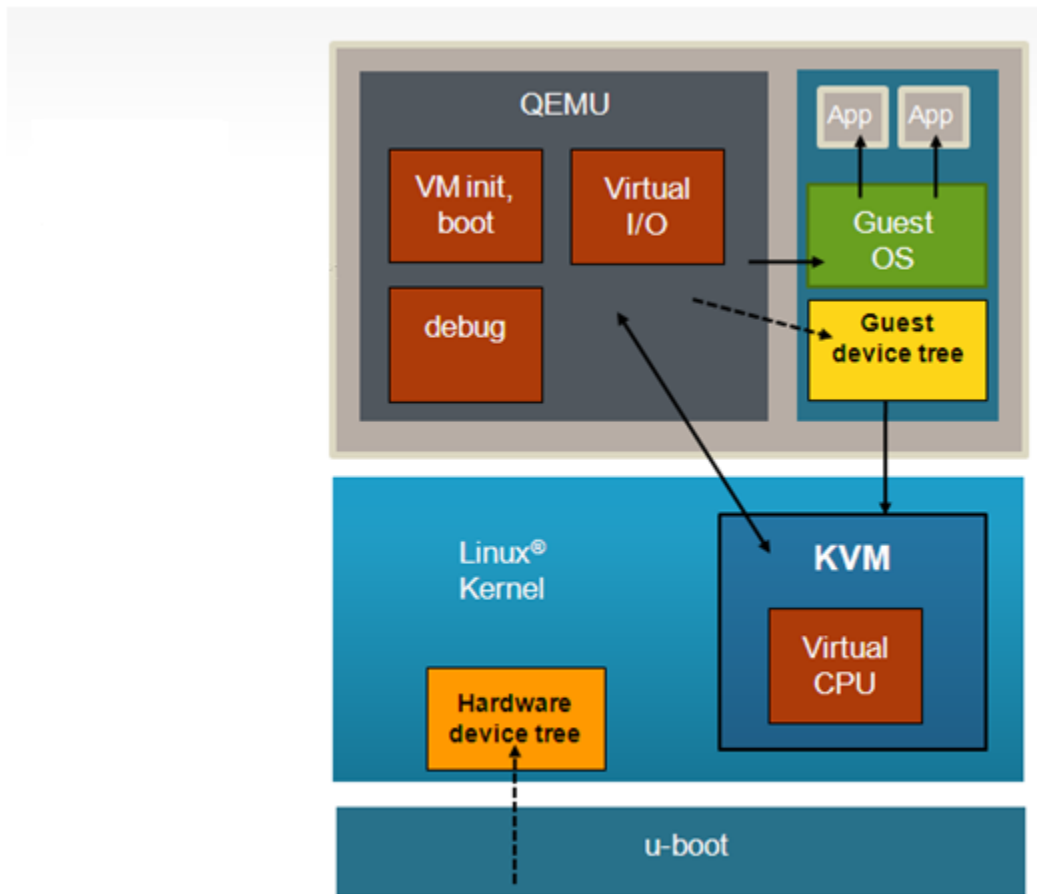 QEMU
VM init,
boot
Virtual
I/O
debug
App
App
Guest
OS
Guest
device tree
Linux®
Kernel
KVM
Virtual
CPU
Hardware
device tree
u-boot